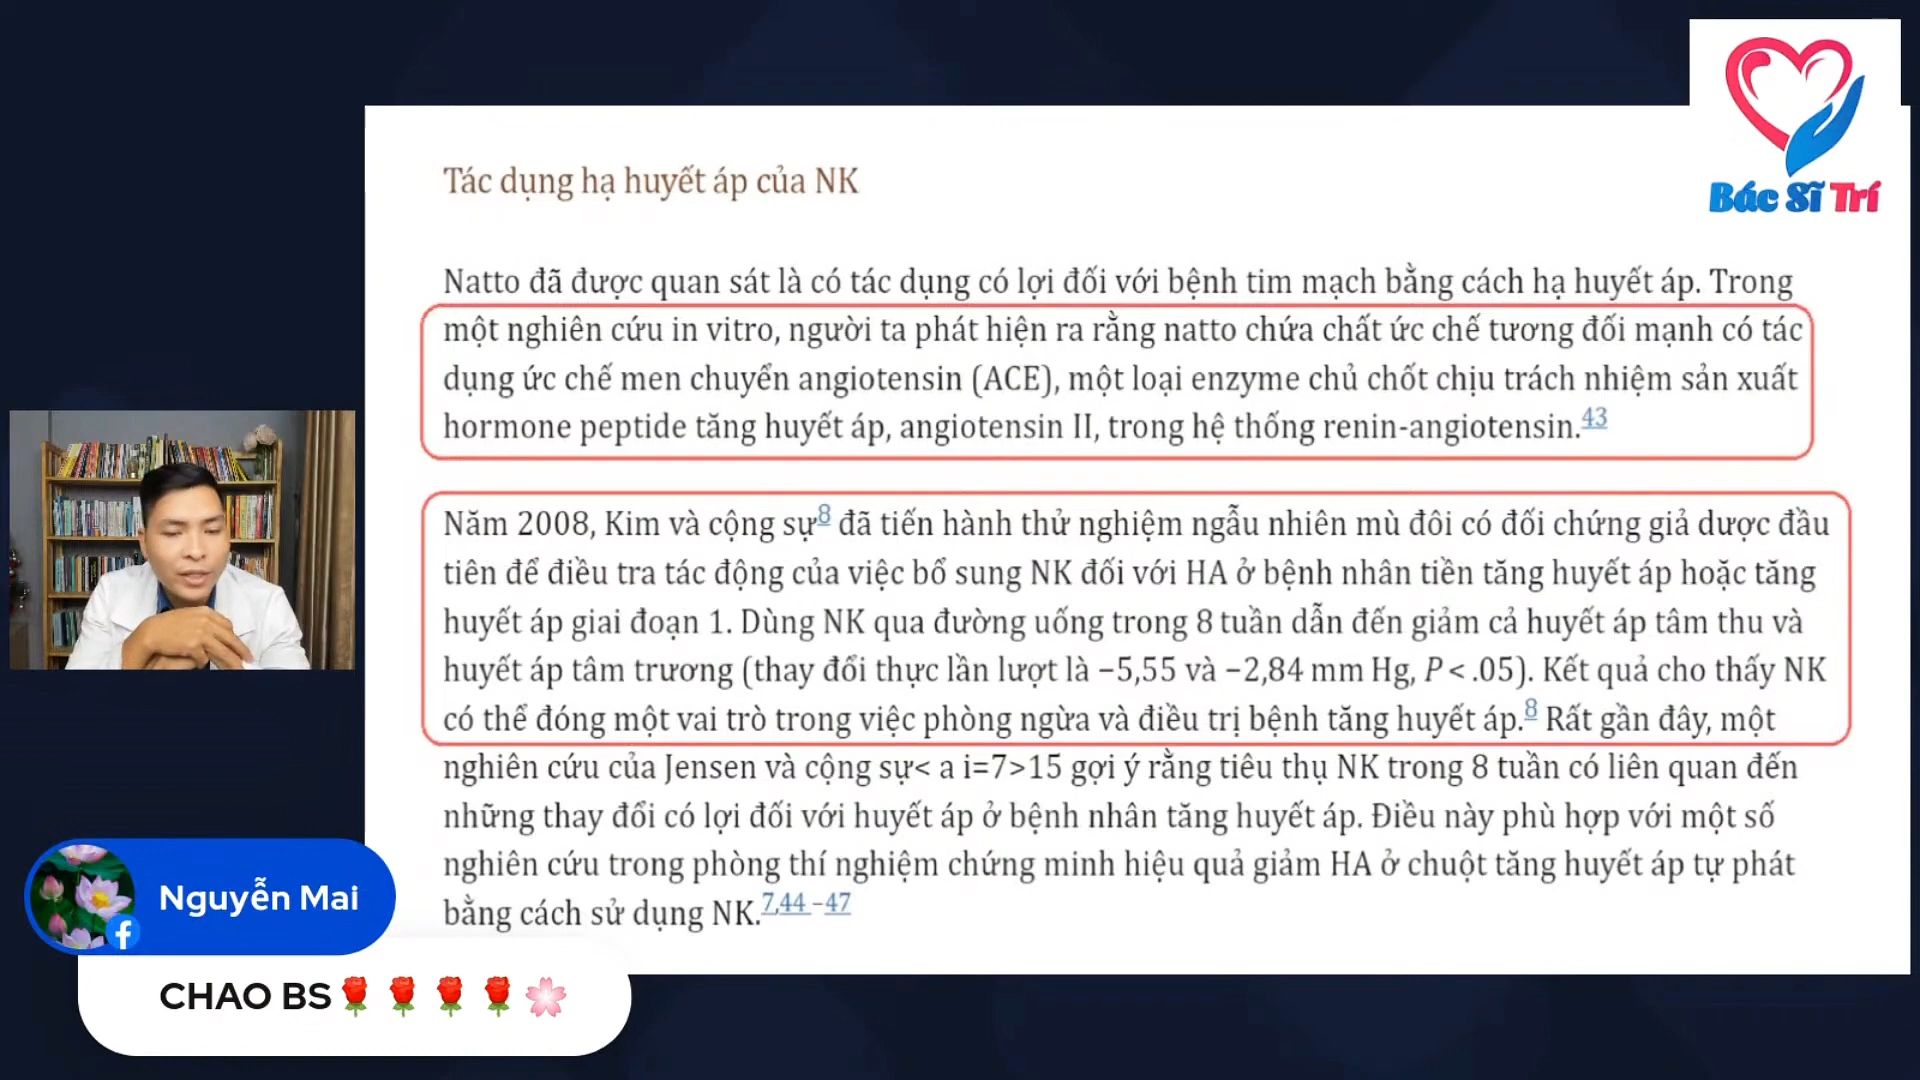 Bác Sĩ Trí
Tác dụng hạ huyết áp của NK
Natto đã được quan sát là có tác dụng có lợi đối với bệnh tim mạch bằng cách hạ huyết áp. Trong
một nghiên cứu in vitro, người ta phát hiện ra rằng natto chứa chất ức chế tương đối mạnh có tác
dụng ức chế men chuyển angiotensin (ACE), một loại enzyme chủ chốt chịu trách nhiệm sản xuất
hormone peptide tăng huyết áp, angiotensin II, trong hệ thống renin-angiotensin.43
Năm 2008, Kim và cộng sự8 đã tiến hành thử nghiệm ngẫu nhiên mù đôi có đối chứng giả dược đầu
tiên để điều tra tác động của việc bổ sung NK đối với HA ở bệnh nhân tiền tăng huyết áp hoặc tăng
huyết áp giai đoạn 1. Dùng NK qua đường uống trong 8 tuần dẫn đến giảm cả huyết áp tâm thu và
huyết áp tâm trương (thay đổi thực lần lượt là −5,55 và −2,84 mm Hg, P < .05). Kết quả cho thấy NK
có thể đóng một vai trò trong việc phòng ngừa và điều trị bệnh tăng huyết áp.8 Rất gần đây, một
nghiên cứu của Jensen và cộng sự< a i=7>15 gợi ý rằng tiêu thụ NK trong 8 tuần có liên quan đến
những thay đổi có lợi đối với huyết áp ở bệnh nhân tăng huyết áp. Điều này phù hợp với một số
nghiên cứu trong phòng thí nghiệm chứng minh hiệu quả giảm HA ở chuột tăng huyết áp tự phát
bằng cách sử dụng NK.7,44 –47
Nguyễn Mai
CHAO BS🌹🌹🌹🌹🌸